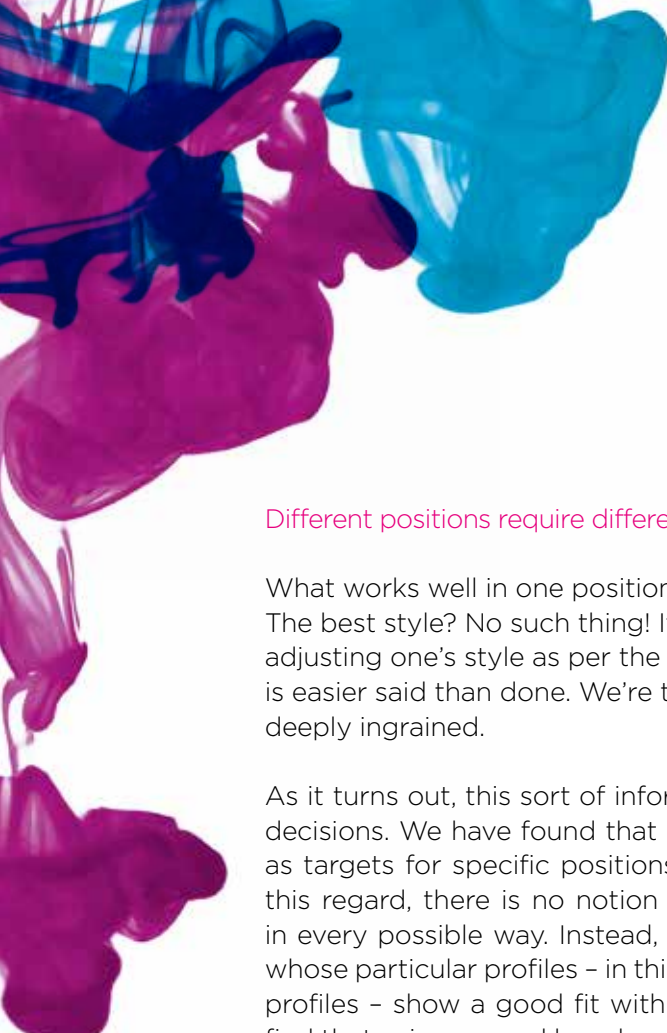 Different positions require differe
What works well in one position
The best style? No such thing! I
adjusting one's style as per the
is easier said than done. We're t
deeply ingrained.
As it turns out, this sort of infor
decisions. We have found that
as targets for specific positions
this regard, there is no notion
in every possible way. Instead,
whose particular profiles – in thi
profiles – show a good fit with